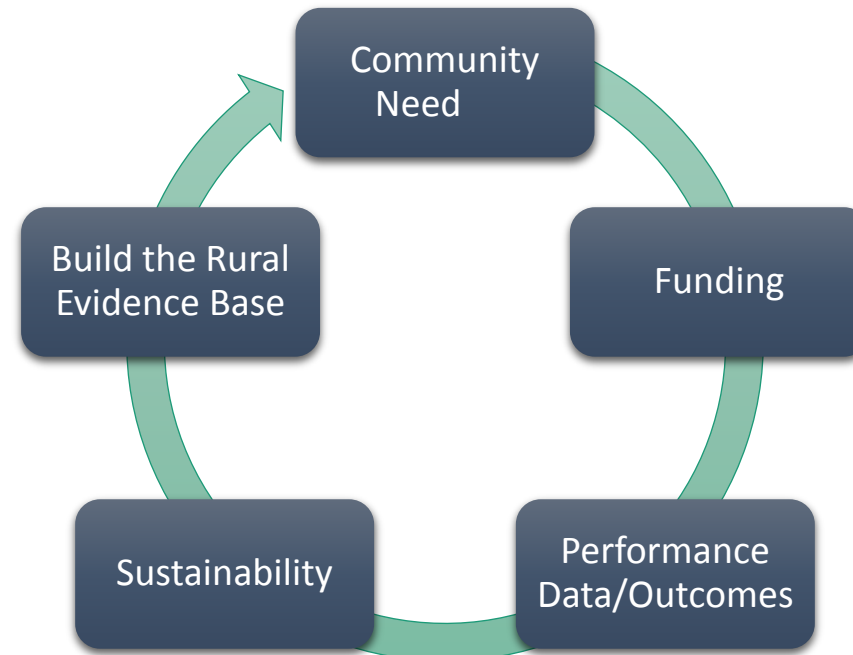 Community
Need
Funding
Performance
Data/Outcomes
Sustainability
Build the Rural
Evidence Base